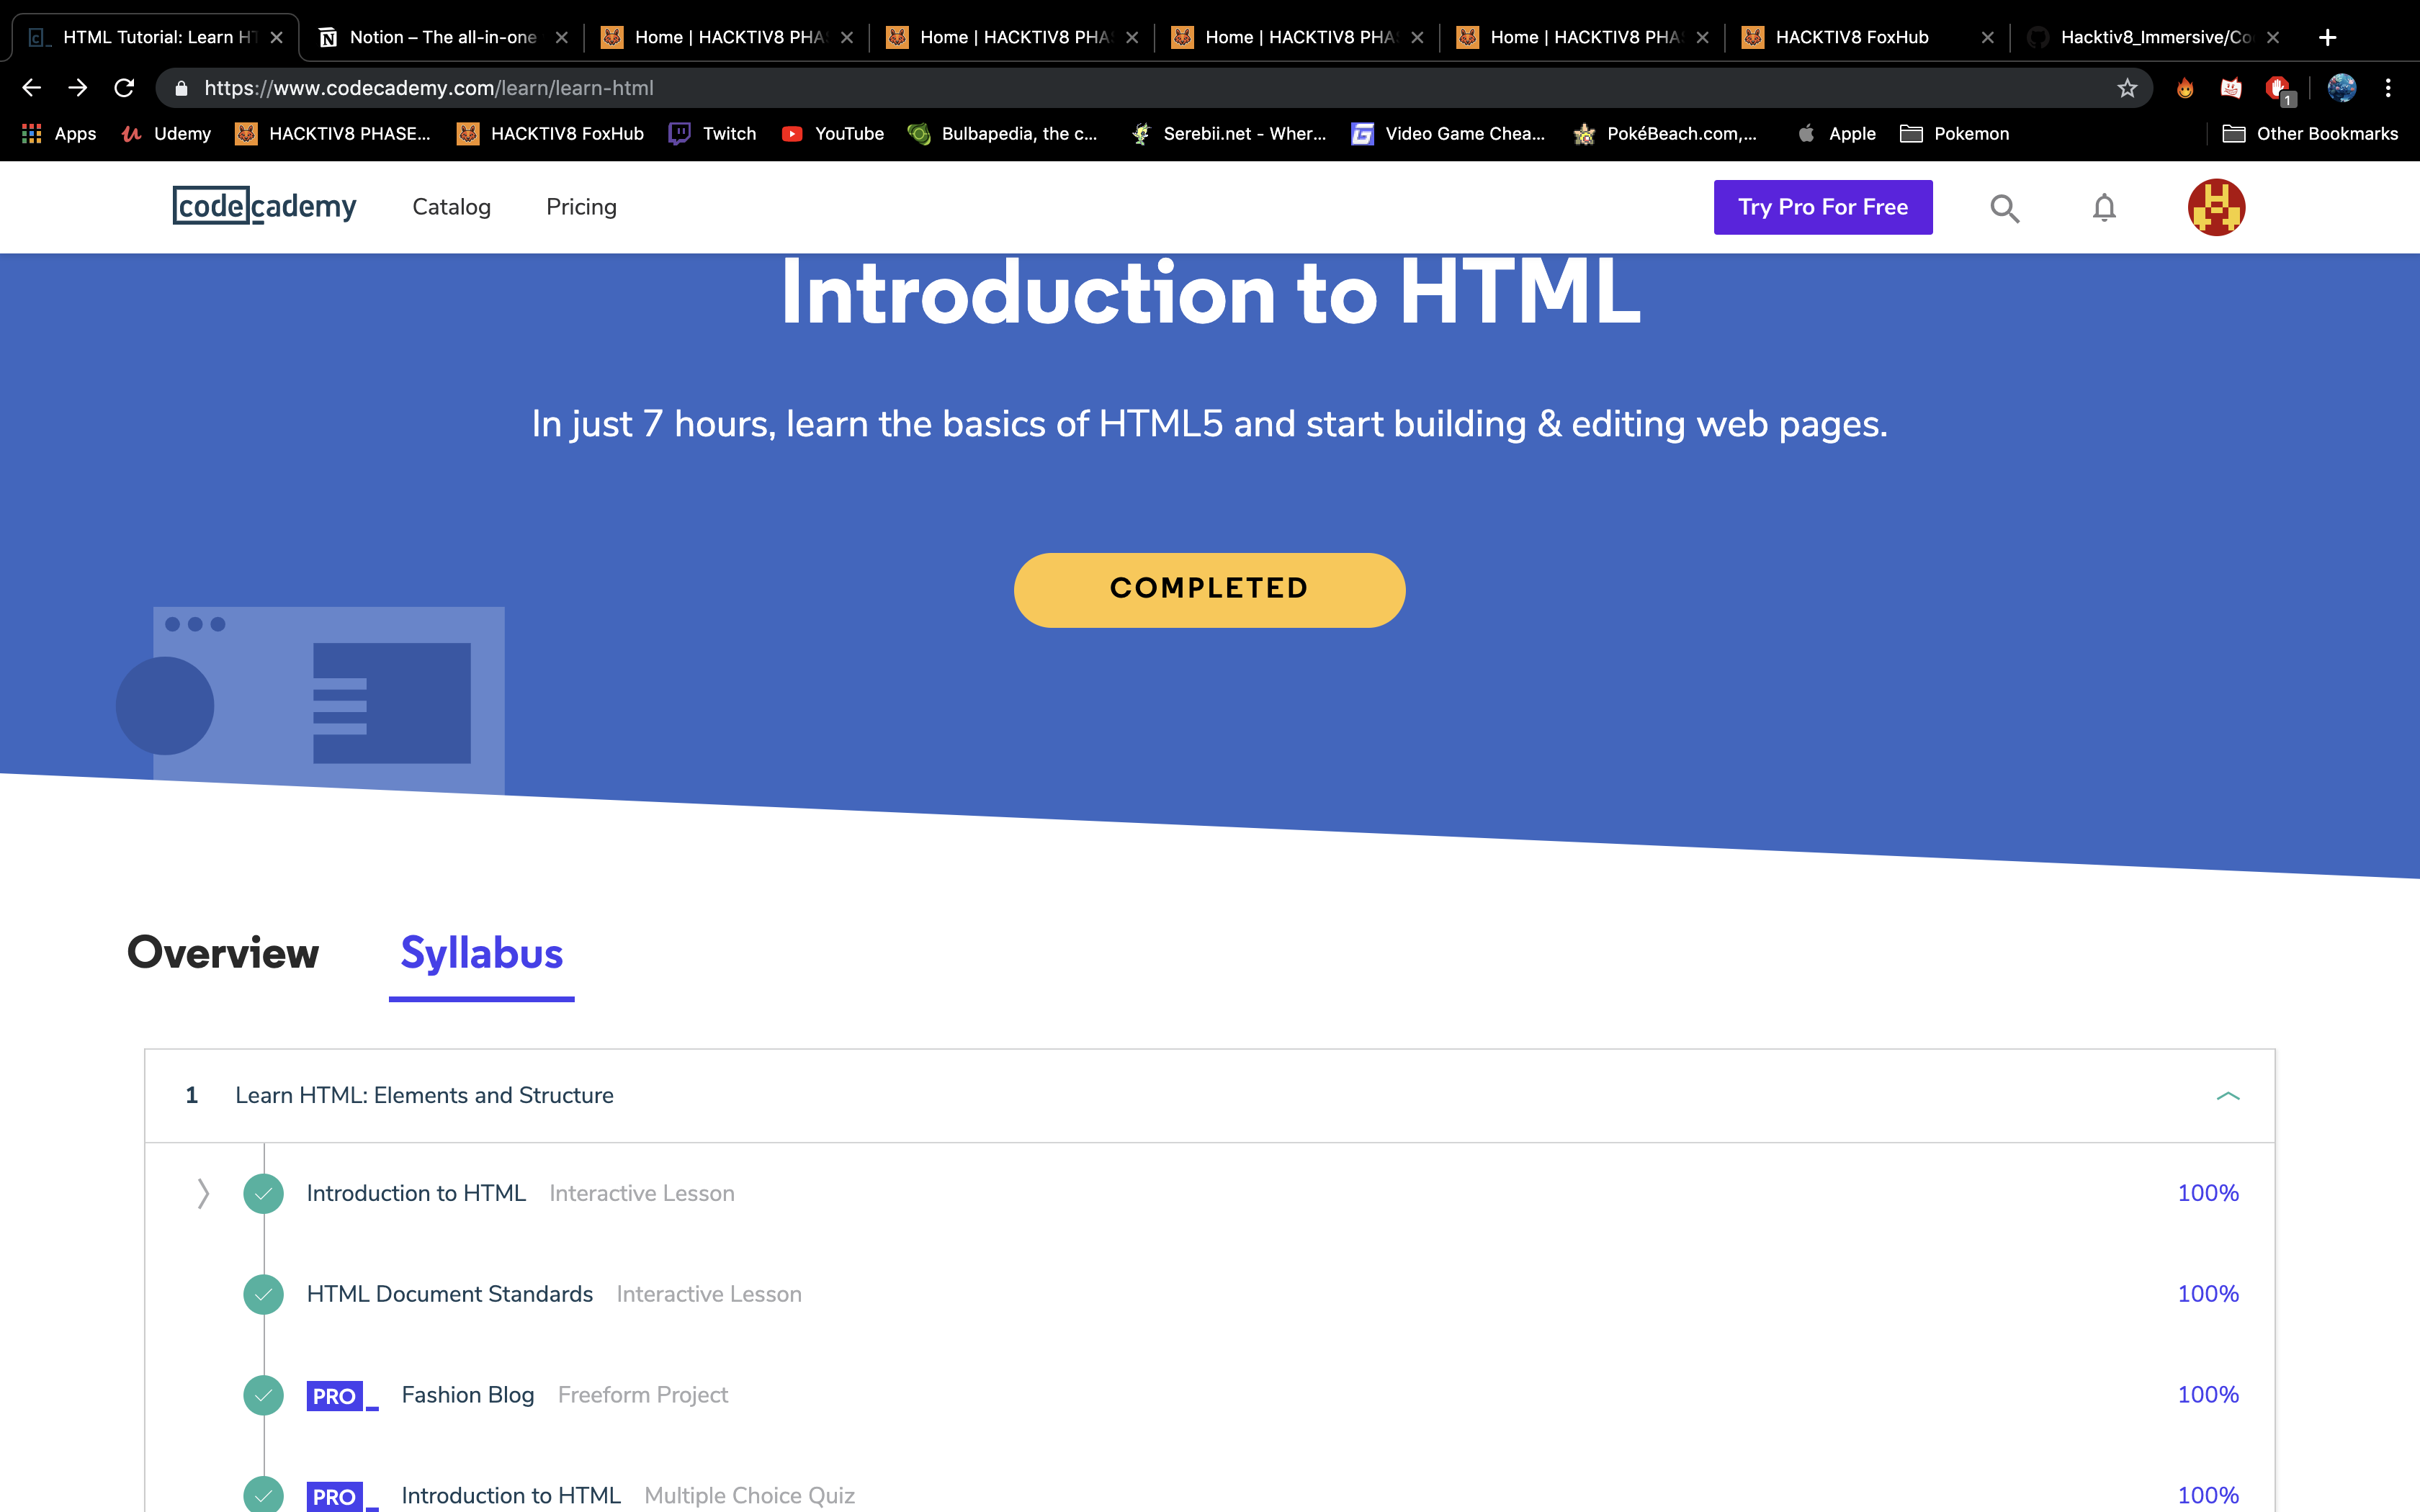 HTML Tutorial: Learn HT
Notion – The all-in-one
Home | HACKTIV8 PHA
Home | HACKTIV8 PHA
Home | HACKTIV8 PHA
Home | HACKTIV8 PHA
HACKTIV8 FoxHub
Hacktiv8_Immersive/Co
https://www.codecademy.com/learn/learn-html
1
Apps
Udemy
HACKTIV8 PHASE...
HACKTIV8 FoxHub
Twitch
YouTube
Bulbapedia, the c...
Serebii.net - Wher...
Video Game Chea...
PokéBeach.com,...
Apple
Pokemon
Other Bookmarks
codecademy
Catalog
Pricing
Try Pro For Free
Introduction to HTML
In just 7 hours, learn the basics of HTML5 and start building & editing web pages.
COMPLETED
Overview
Syllabus
1 Learn HTML: Elements and Structure
Introduction to HTML Interactive Lesson 100%
HTML Document Standards Interactive Lesson 100%
PRO_ Fashion Blog Freeform Project 100%
PRO_ Introduction to HTML Multiple Choice Quiz 100%